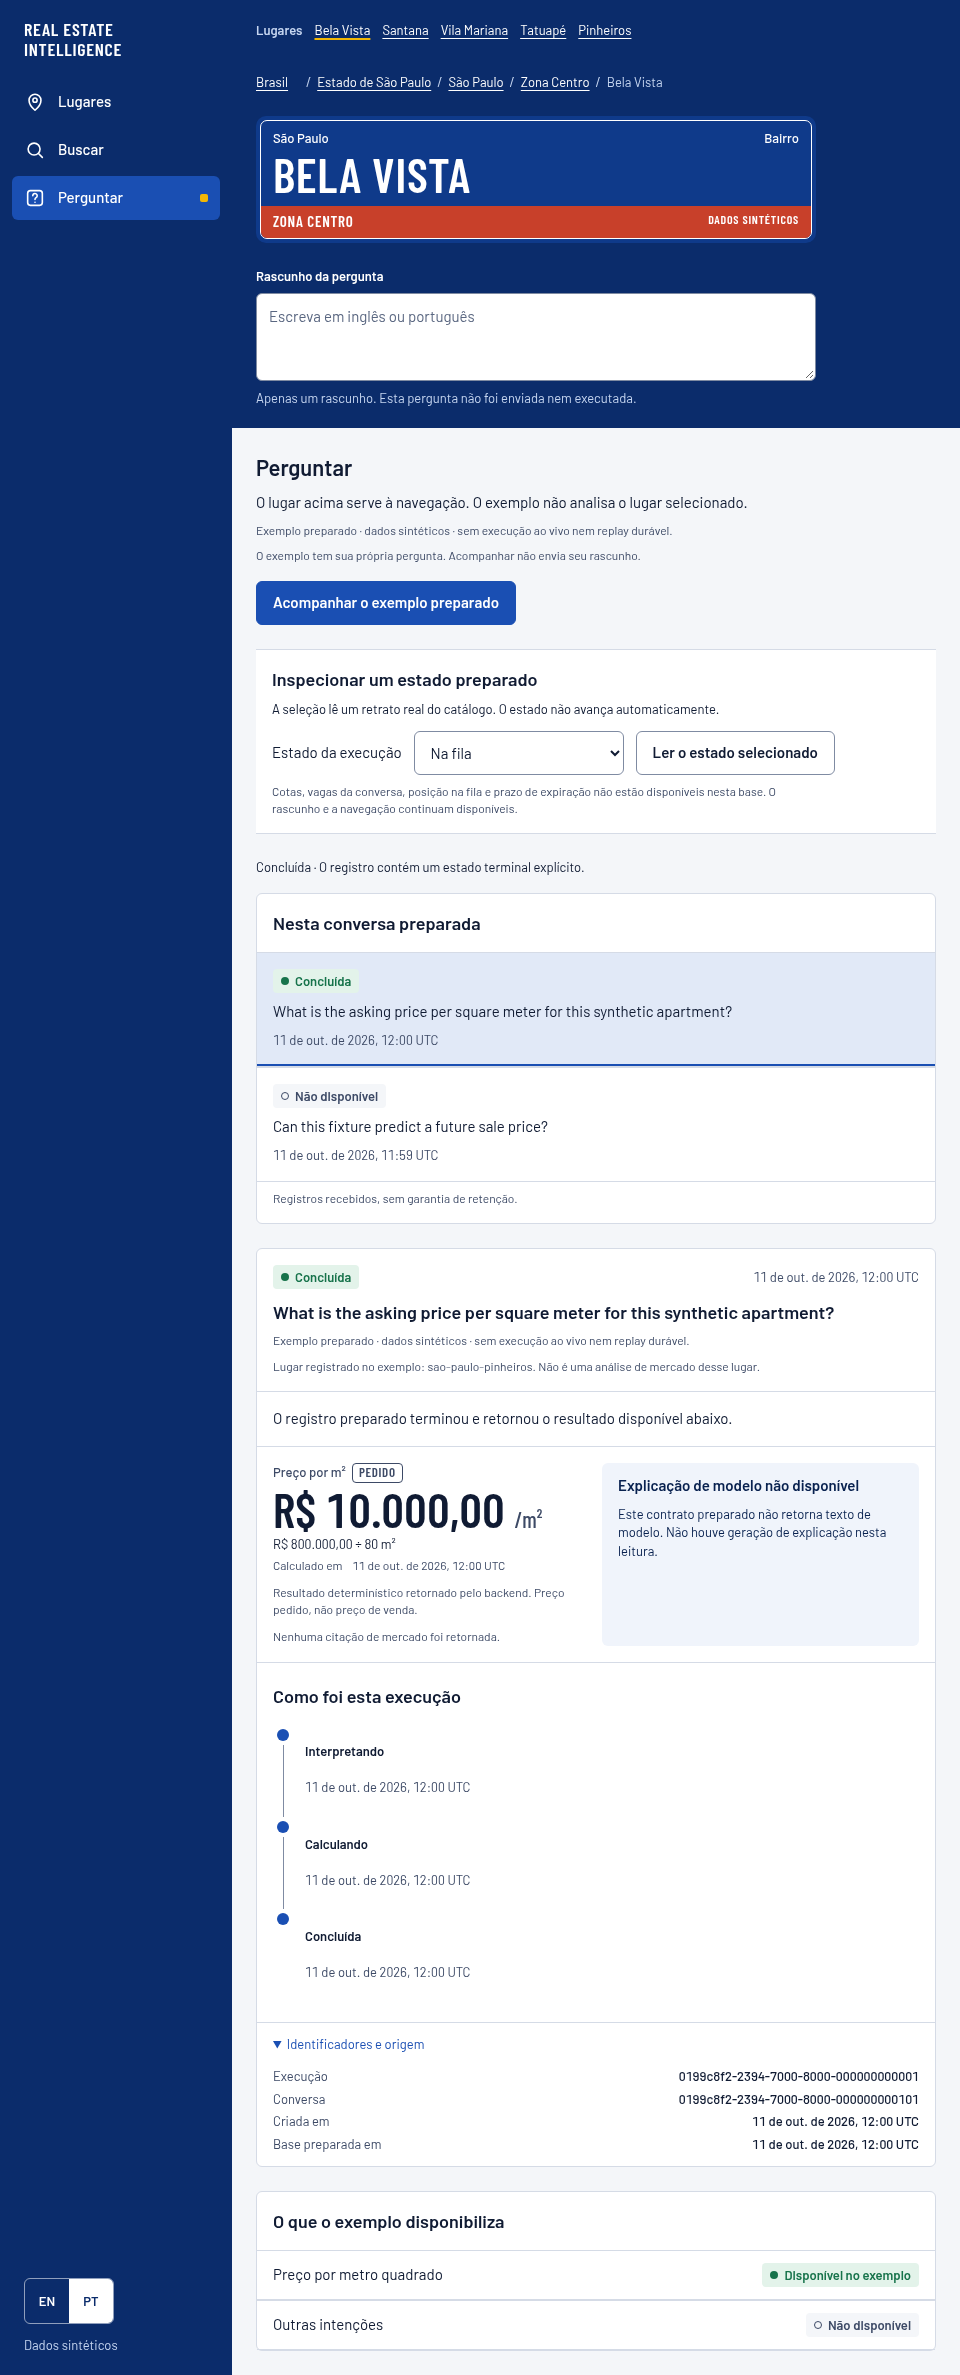 REAL ESTATE
INTELLIGENCE
Lugares
Buscar
Perguntar
Lugares Bela Vista Santana Vila Mariana Tatuapé Pinheiros
Brasil / Estado de São Paulo / São Paulo / Zona Centro / Bela Vista
São Paulo Bairro
BELA VISTA
ZONA CENTRO DADOS SINTÉTICOS
Rascunho da pergunta
Escreva em inglês ou português
Apenas um rascunho. Esta pergunta não foi enviada nem executada.
Perguntar
O lugar acima serve à navegação. O exemplo não analisa o lugar selecionado.
Exemplo preparado · dados sintéticos · sem execução ao vivo nem replay durável.
O exemplo tem sua própria pergunta. Acompanhar não envia seu rascunho.
Acompanhar o exemplo preparado
Inspecionar um estado preparado
A seleção lê um retrato real do catálogo. O estado não avança automaticamente.
Estado da execução Na fila Ler o estado selecionado
Cotas, vagas da conversa, posição na fila e prazo de expiração não estão disponíveis nesta base. O
rascunho e a navegação continuam disponíveis.
Concluída · O registro contém um estado terminal explícito.
Nesta conversa preparada
Concluída
What is the asking price per square meter for this synthetic apartment?
11 de out. de 2026, 12:00 UTC
Não disponível
Can this fixture predict a future sale price?
11 de out. de 2026, 11:59 UTC
Registros recebidos, sem garantia de retenção.
Concluída 11 de out. de 2026, 12:00 UTC
What is the asking price per square meter for this synthetic apartment?
Exemplo preparado · dados sintéticos · sem execução ao vivo nem replay durável.
Lugar registrado no exemplo: sao-paulo-pinheiros. Não é uma análise de mercado desse lugar.
O registro preparado terminou e retornou o resultado disponível abaixo.
Preço por m² PEDIDO
R$ 10.000,00 /m²
R$ 800.000,00 ÷ 80 m²
Calculado em 11 de out. de 2026, 12:00 UTC
Resultado determinístico retornado pelo backend. Preço
pedido, não preço de venda.
Nenhuma citação de mercado foi retornada.
Explicação de modelo não disponível
Este contrato preparado não retorna texto de
modelo. Não houve geração de explicação nesta
leitura.
Como foi esta execução
Interpretando
11 de out. de 2026, 12:00 UTC
Calculando
11 de out. de 2026, 12:00 UTC
Concluída
11 de out. de 2026, 12:00 UTC
▼ Identificadores e origem
Execução 0199c8f2-2394-7000-8000-000000000001
Conversa 0199c8f2-2394-7000-8000-000000000101
Criada em 11 de out. de 2026, 12:00 UTC
Base preparada em 11 de out. de 2026, 12:00 UTC
O que o exemplo disponibiliza
Preço por metro quadrado Disponível no exemplo
Outras intenções Não disponível
EN PT
Dados sintéticos